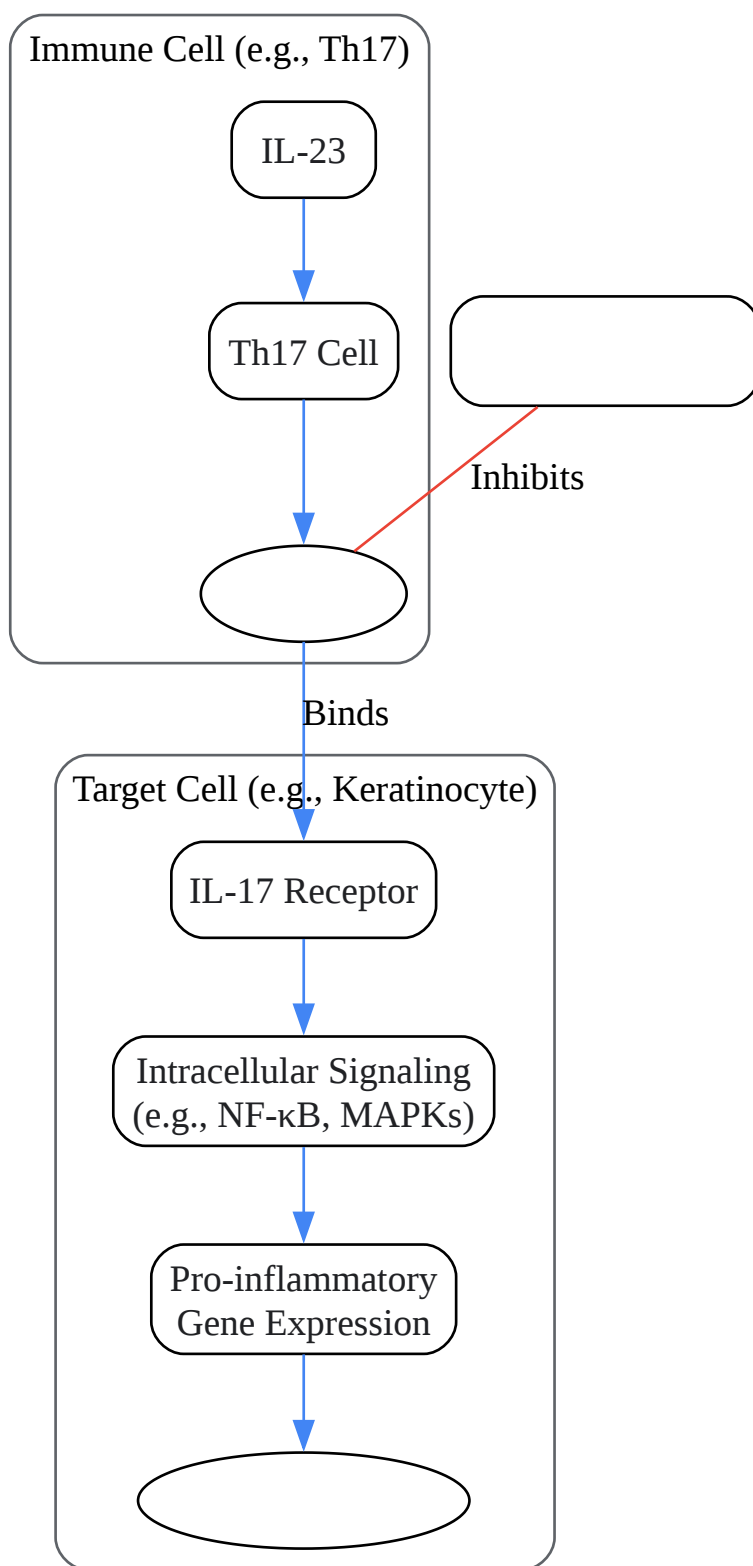 Immune Cell (e.g., Th17)
IL-23
Th17 Cell
Inhibits
Binds
Target Cell (e.g., Keratinocyte)
IL-17 Receptor
Intracellular Signaling
(e.g., NF-κB, MAPKs)
Pro-inflammatory
Gene Expression